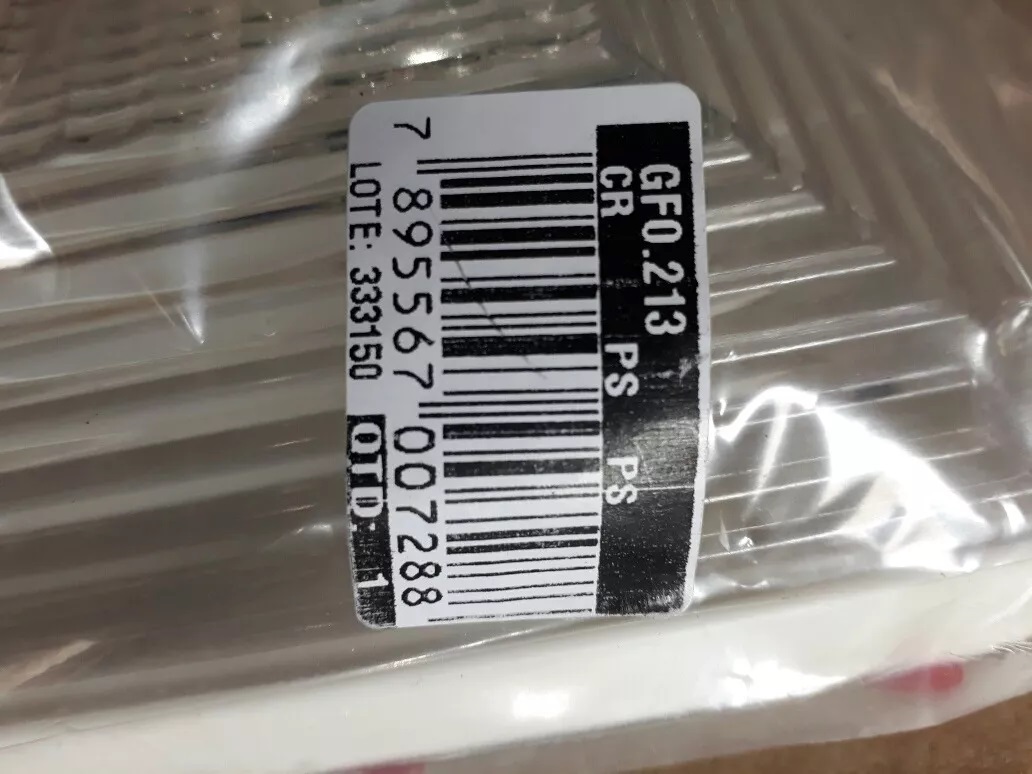 GF0.213
CR PS PS
7 895567 007288
LOTE: 333150 QTD: 1